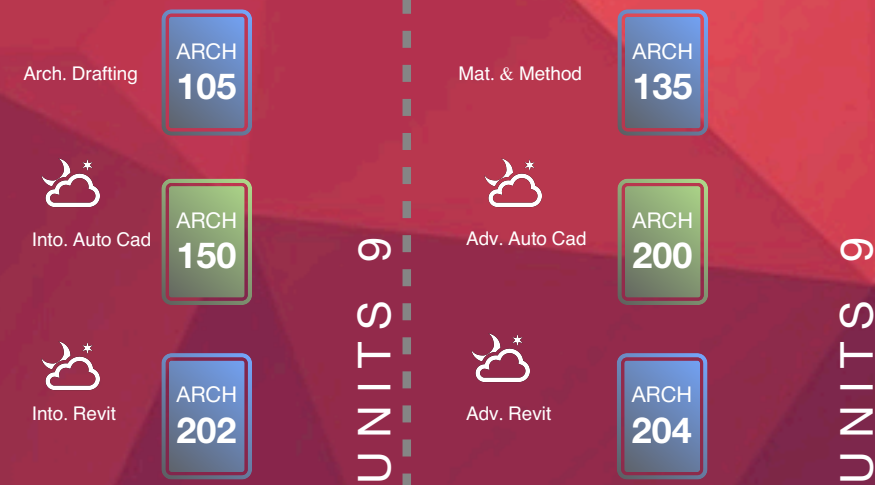 Arch. Drafting
ARCH
105
Into. Auto Cad
ARCH
150
Into. Revit
ARCH
202
UNITS 9
Mat. & Method
ARCH
135
Adv. Auto Cad
ARCH
200
Adv. Revit
ARCH
204
UNITS 9